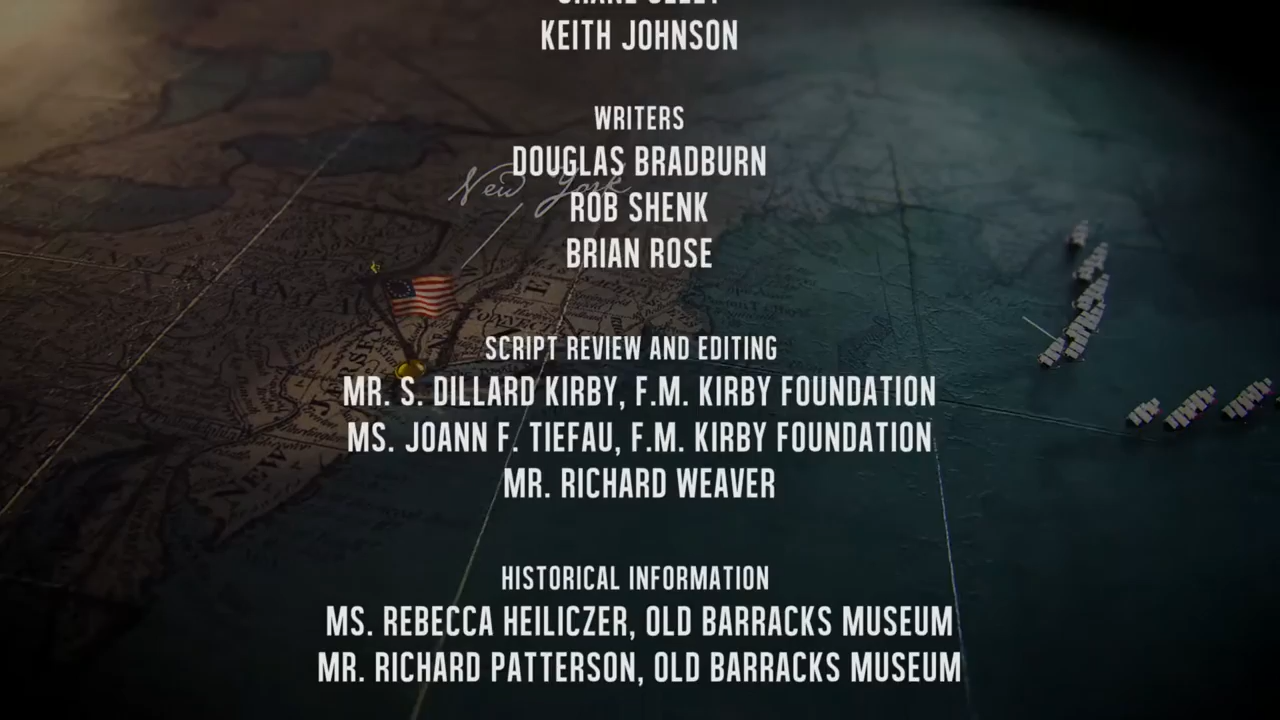 KEITH JOHNSON
WRITERS
DOUGLAS BRADBURN
New York
ROB SHENK
BRIAN ROSE
SCRIPT REVIEW AND EDITING
MR. S. DILLARD KIRBY, F.M. KIRBY FOUNDATION
MS. JOANN F. TIEFAU, F.M. KIRBY FOUNDATION
MR. RICHARD WEAVER
HISTORICAL INFORMATION
MS. REBECCA HEILICZER, OLD BARRACKS MUSEUM
MR. RICHARD PATTERSON, OLD BARRACKS MUSEUM